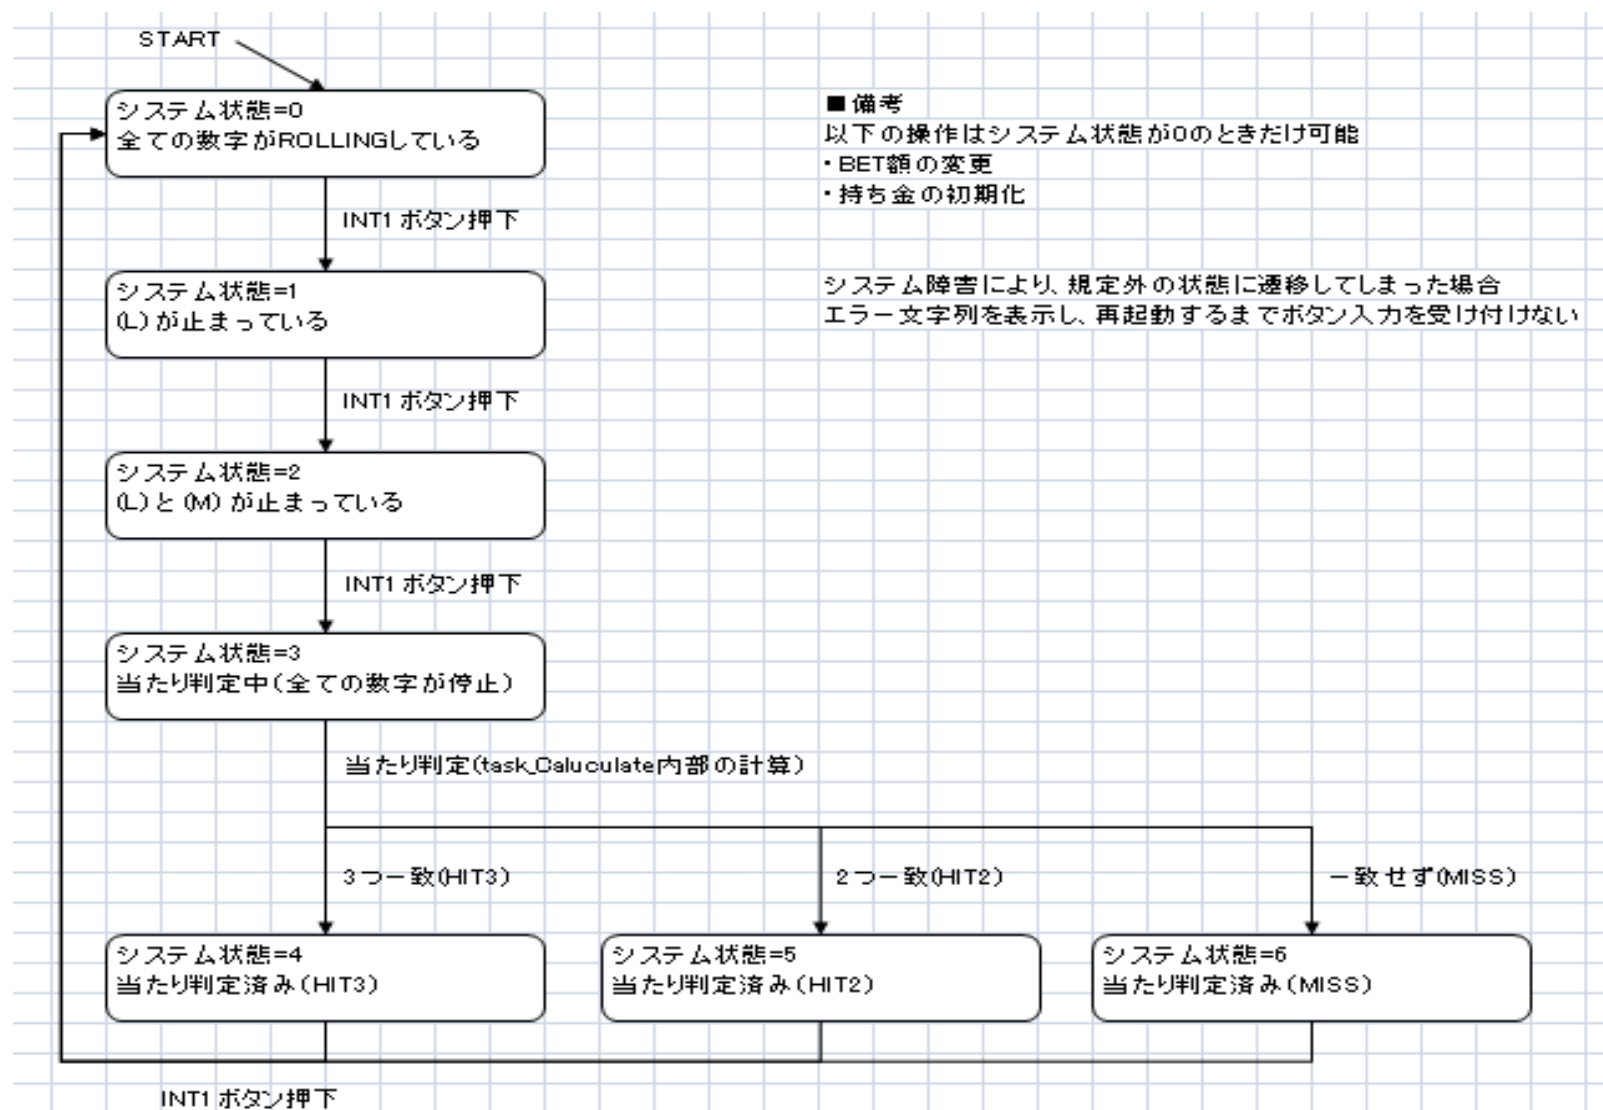 START
システム状態=0
全ての数字がROLLINGしている
■備考
以下の操作はシステム状態が0のときだけ可能
・BET額の変更
・持ち金の初期化
INT1 ボタン押下
システム状態=1
(L)が止まっている
システム障害により、規定外の状態に遷移してしまった場合
エラー文字列を表示し、再起動するまでボタン入力を受け付けない
INT1 ボタン押下
システム状態=2
(L)と(M)が止まっている
INT1 ボタン押下
システム状態=3
当たり判定中(全ての数字が停止)
当たり判定(task_Caluculate内部の計算)
3つ一致(HIT3)
2つ一致(HIT2)
一致せず(MISS)
システム状態=4
当たり判定済み(HIT3)
システム状態=5
当たり判定済み(HIT2)
システム状態=6
当たり判定済み(MISS)
INT1 ボタン押下